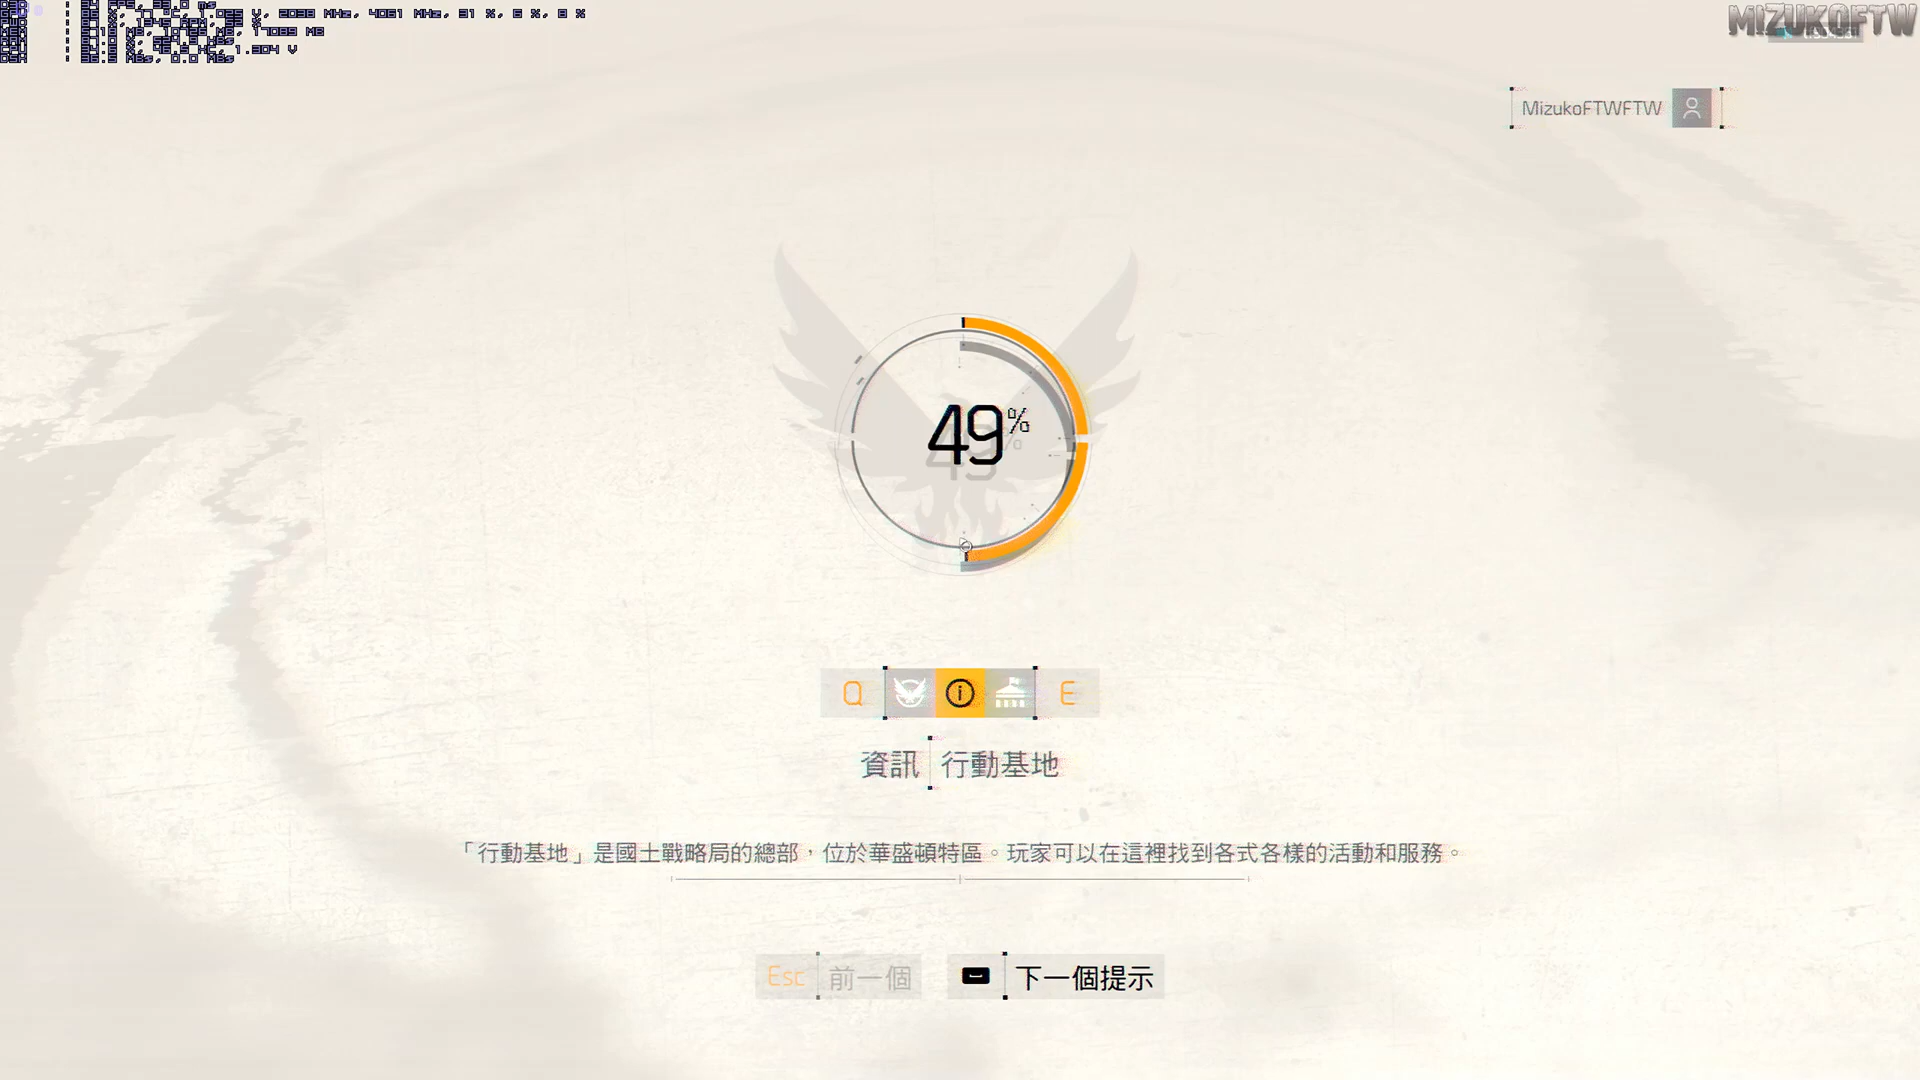 MIZUKOFTW
MizukoFTWFTW
49%
Q E
資訊 行動基地
「行動基地」是國土戰略局的總部，位於華盛頓特區。玩家可以在這裡找到各式各樣的活動和服務。
Esc 前一個 下一個提示